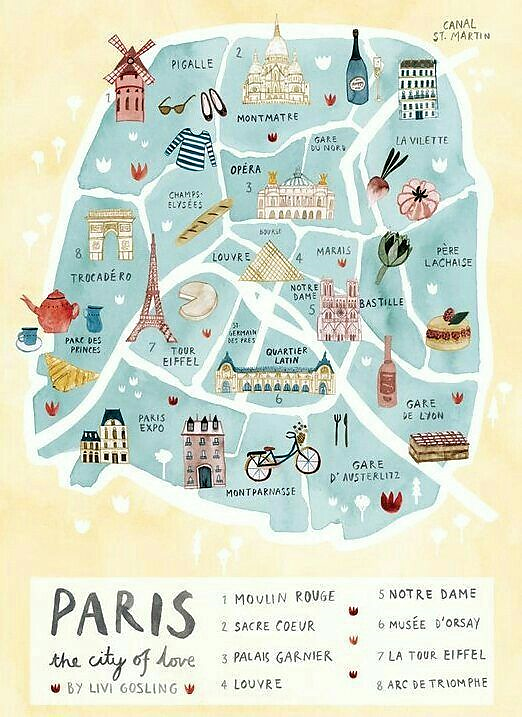 CANAL
ST. MARTIN
PIGALLE
2
1
MONTMATRE
GARE
DU NORD
LA VILETTE
OPÉRA
3
CHAMPS-
ELYSÉES
BOURSE
8
LOUVRE
4
MARAIS
PÈRE
LACHAISE
TROCADÉRO
NOTRE
DAME
5
BASTILLE
ST.
GERMAIN
DES PRES
PARC DES
PRINCES
7
TOUR
EIFFEL
QUARTIER
LATIN
6
GARE
DE LYON
PARIS
EXPO
GARE
D'AUSTERLITZ
MONTPARNASSE
PARIS
the city of love
BY LIVI GOSLING
1 MOULIN ROUGE
2 SACRE COEUR
3 PALAIS GARNIER
4 LOUVRE
5 NOTRE DAME
6 MUSÉE D'ORSAY
7 LA TOUR EIFFEL
8 ARC DE TRIOMPHE